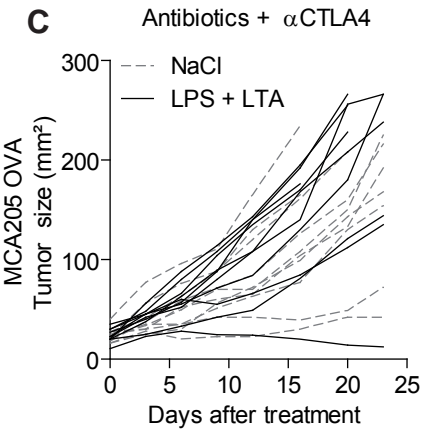 C
Antibiotics + αCTLA4
NaCl
LPS + LTA
MCA205 OVA
Tumor size (mm²)
300
200
100
0
0 5 10 15 20 25
Days after treatment